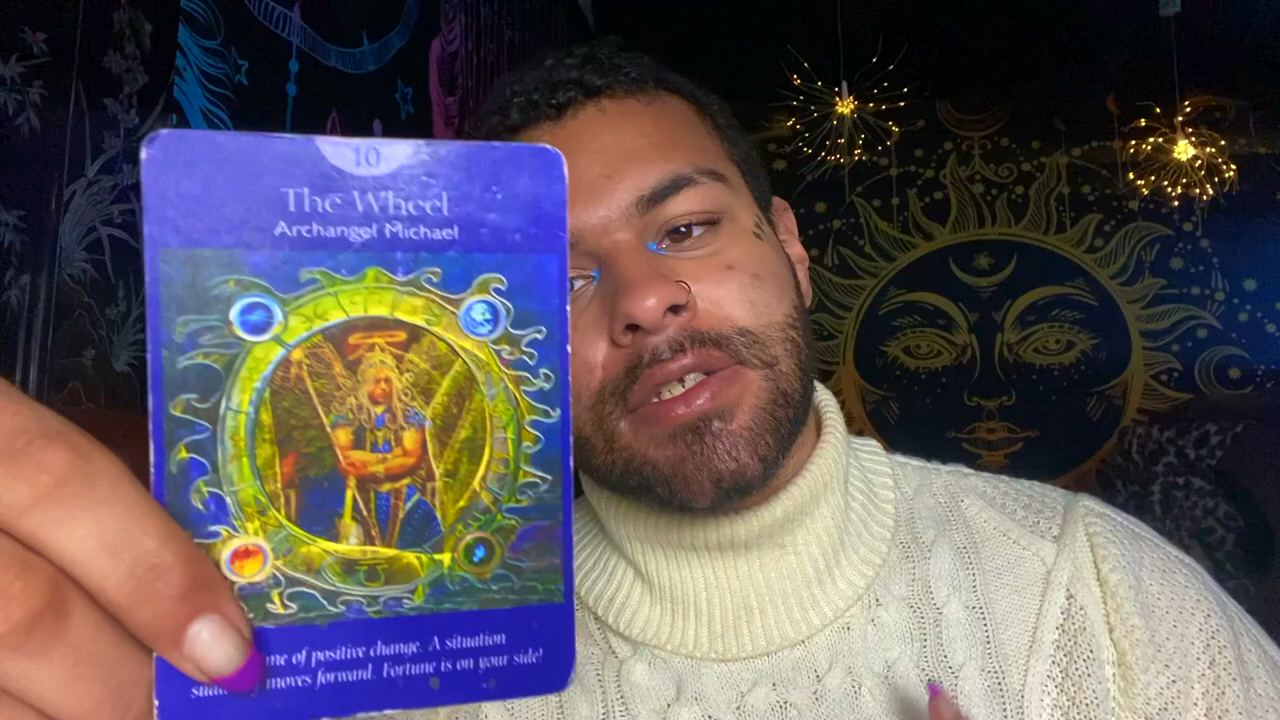 10
The Wheel
Archangel Michael
me of positive change. A situation
moves forward. Fortune is on your side!